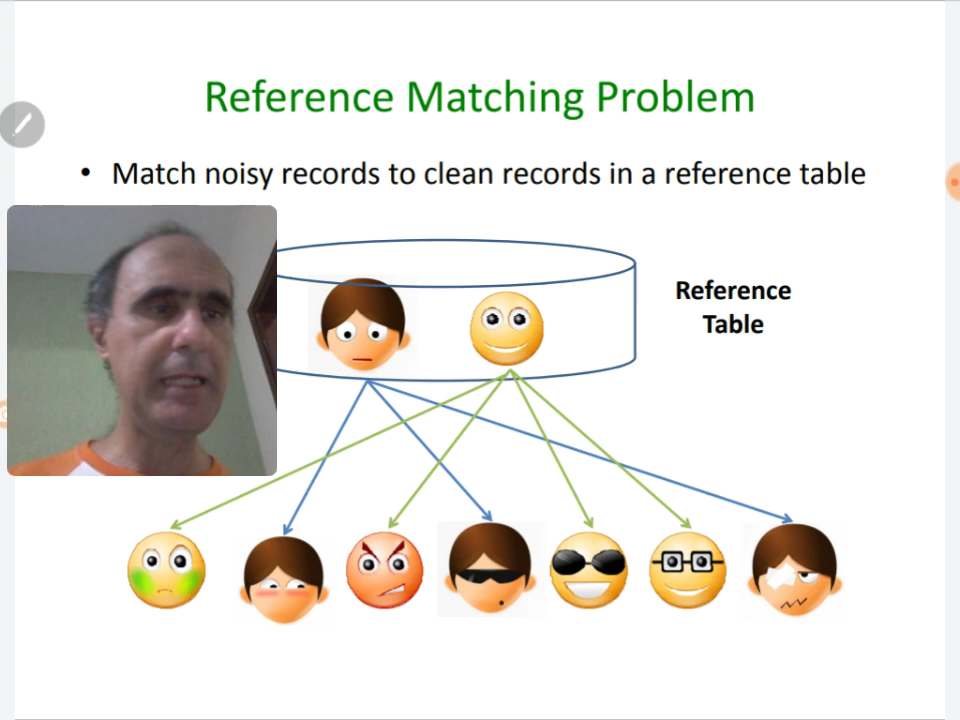 Reference Matching Problem
• Match noisy records to clean records in a reference table
Reference
Table